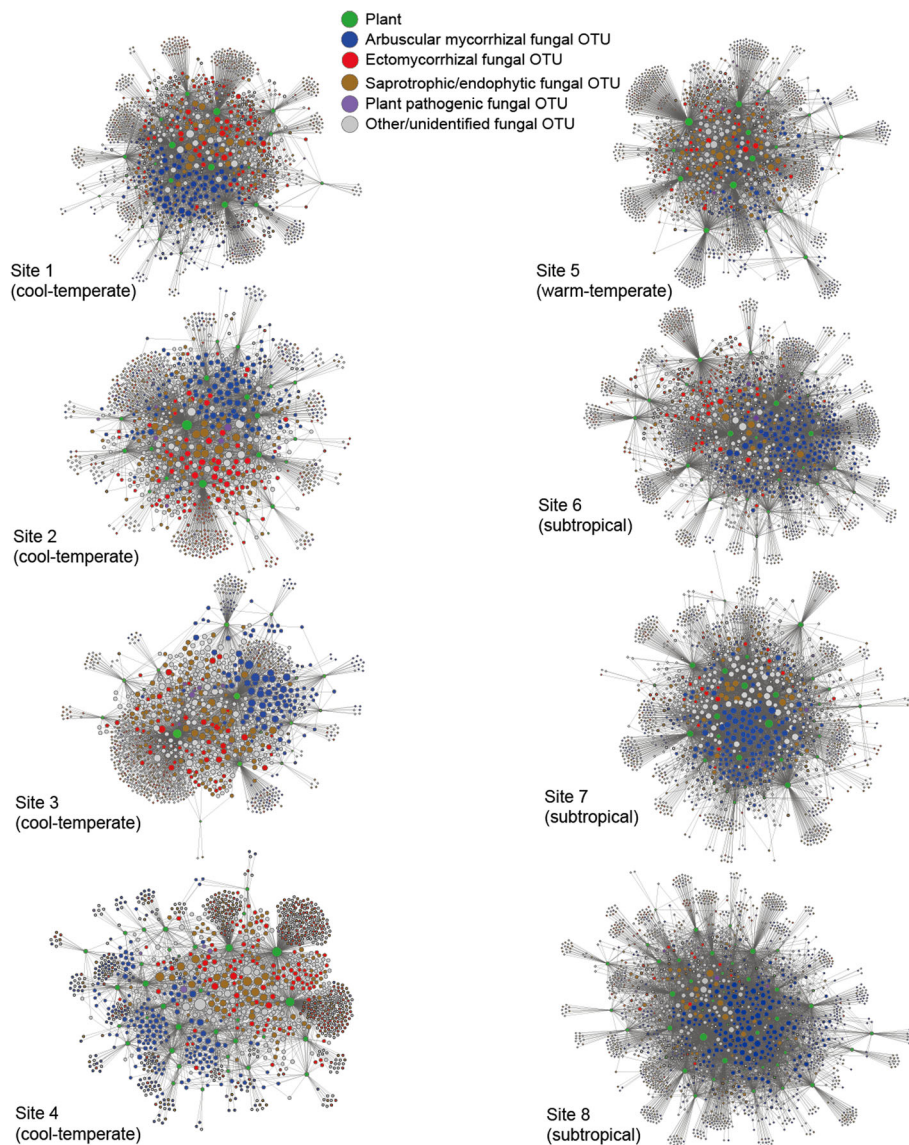 Plant
Arbuscular mycorrhizal fungal OTU
Ectomycorrhizal fungal OTU
Saprotrophic/endophytic fungal OTU
Plant pathogenic fungal OTU
Other/unidentified fungal OTU
Site 1
(cool-temperate)
Site 5
(warm-temperate)
Site 2
(cool-temperate)
Site 6
(subtropical)
Site 3
(cool-temperate)
Site 7
(subtropical)
Site 4
(cool-temperate)
Site 8
(subtropical)